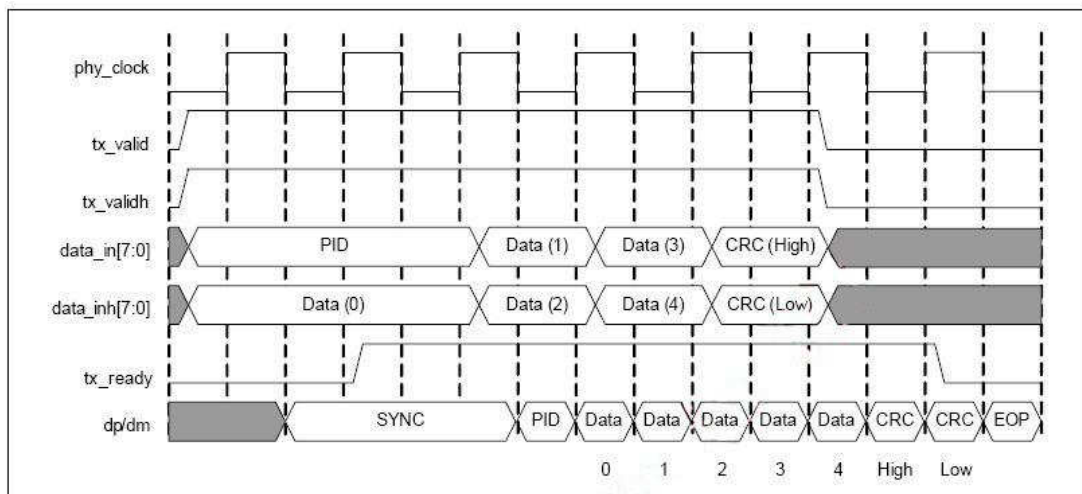 phy_clock
tx_valid
tx_validh
data_in[7:0] PID Data (1) Data (3) CRC (High)
data_inh[7:0] Data (0) Data (2) Data (4) CRC (Low)
tx_ready
dp/dm SYNC PID Data Data Data Data Data CRC CRC EOP
0 1 2 3 4 High Low